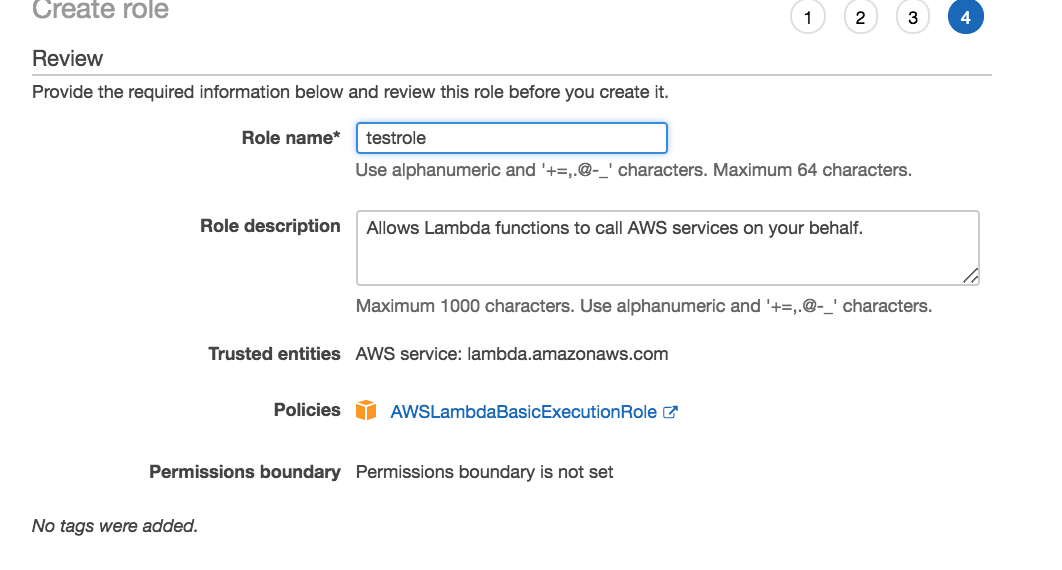 Create role
1 2 3 4
Review
Provide the required information below and review this role before you create it.
Role name* testrole
Use alphanumeric and '+=,.@-_' characters. Maximum 64 characters.
Role description Allows Lambda functions to call AWS services on your behalf.
Maximum 1000 characters. Use alphanumeric and '+=,.@-_' characters.
Trusted entities AWS service: lambda.amazonaws.com
Policies AWSLambdaBasicExecutionRole
Permissions boundary Permissions boundary is not set
No tags were added.